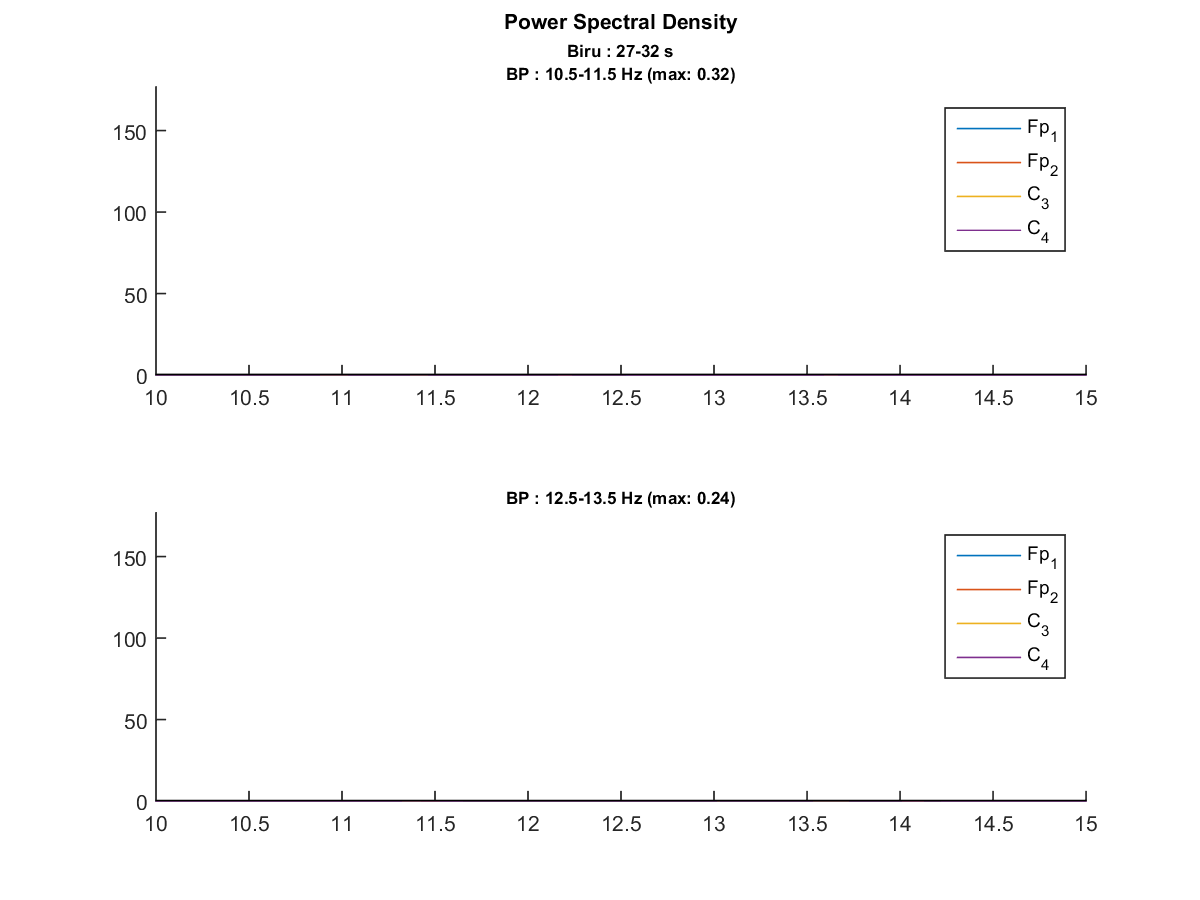 Power Spectral Density
Biru : 27-32 s
BP : 10.5-11.5 Hz (max: 0.32)
150
100
50
0
10 10.5 11 11.5 12 12.5 13 13.5 14 14.5 15
Fp1
Fp2
C3
C4
BP : 12.5-13.5 Hz (max: 0.24)
150
100
50
0
10 10.5 11 11.5 12 12.5 13 13.5 14 14.5 15
Fp1
Fp2
C3
C4